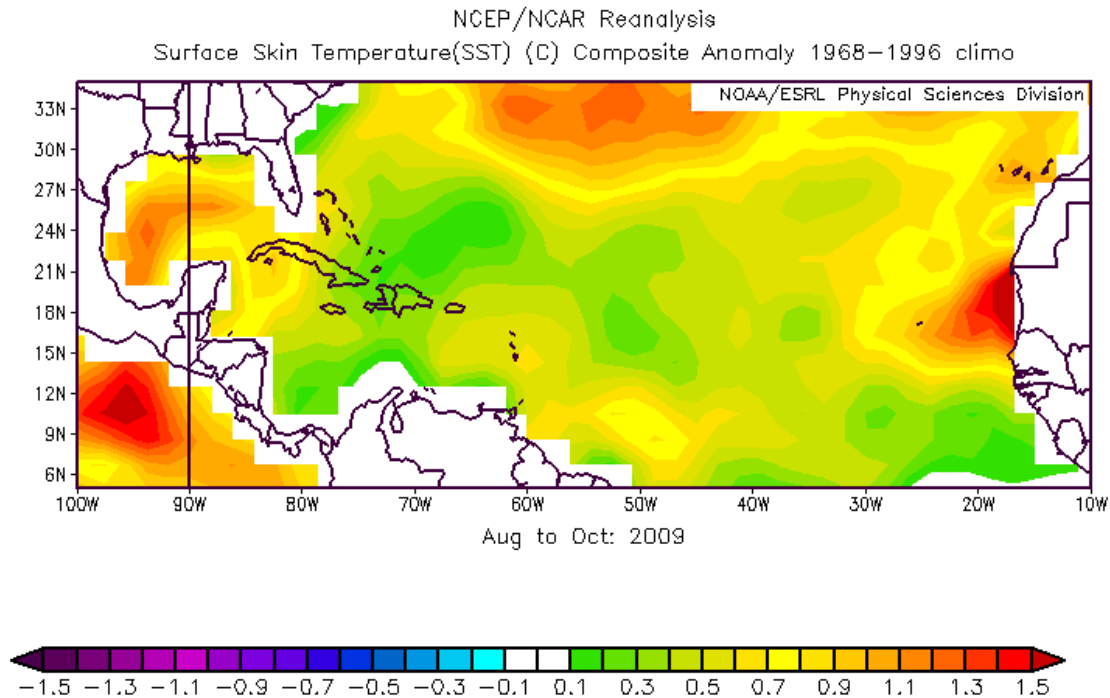 NCEP/NCAR Reanalysis
Surface Skin Temperature(SST) (C) Composite Anomaly 1968-1996 climo
NOAA/ESRL Physical Sciences Division
33N
30N
27N
24N
21N
18N
15N
12N
9N
6N
100W 90W 80W 70W 60W 50W 40W 30W 20W 10W
Aug to Oct: 2009
-1.5 -1.3 -1.1 -0.9 -0.7 -0.5 -0.3 -0.1 0.1 0.3 0.5 0.7 0.9 1.1 1.3 1.5